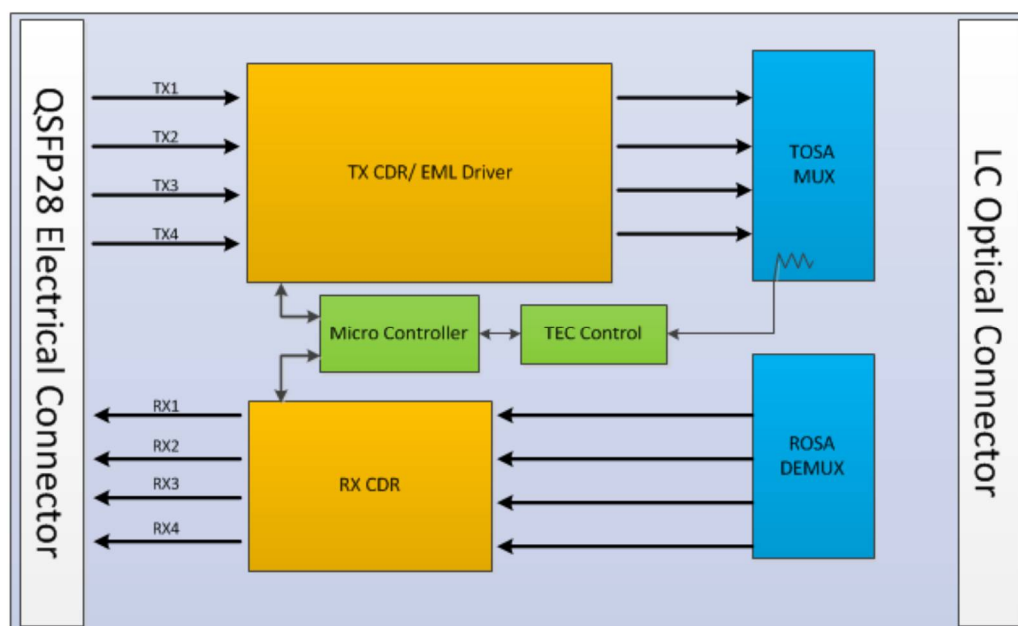 QSFP28 Electrical Connector
TX1
TX2
TX3
TX4
TX CDR/ EML Driver
TOSA
MUX
Micro Controller
TEC Control
RX1
RX2
RX3
RX4
RX CDR
ROSA
DEMUX
LC Optical Connector